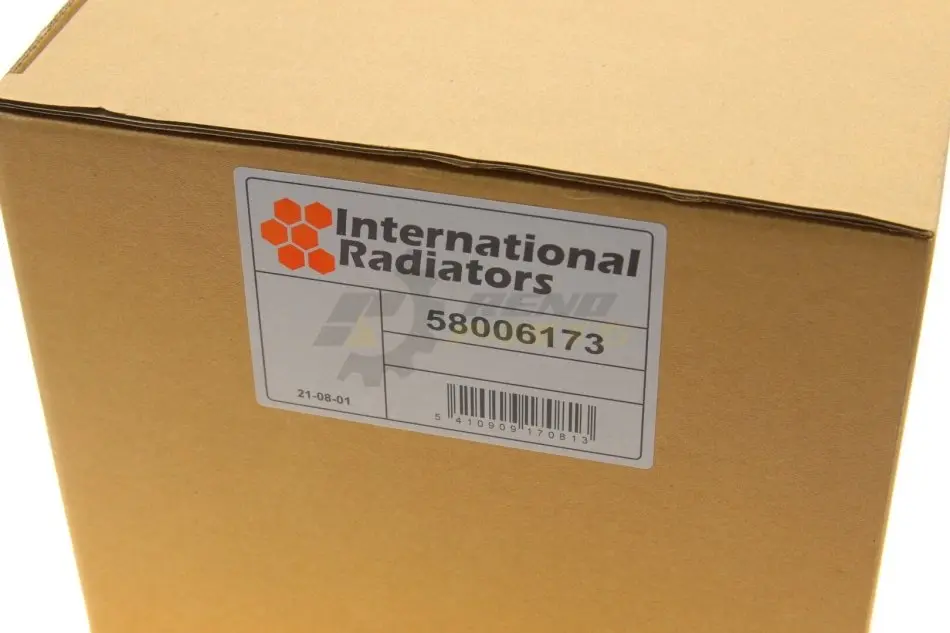 International
Radiators
58006173
21-08-01
5 410909 170813